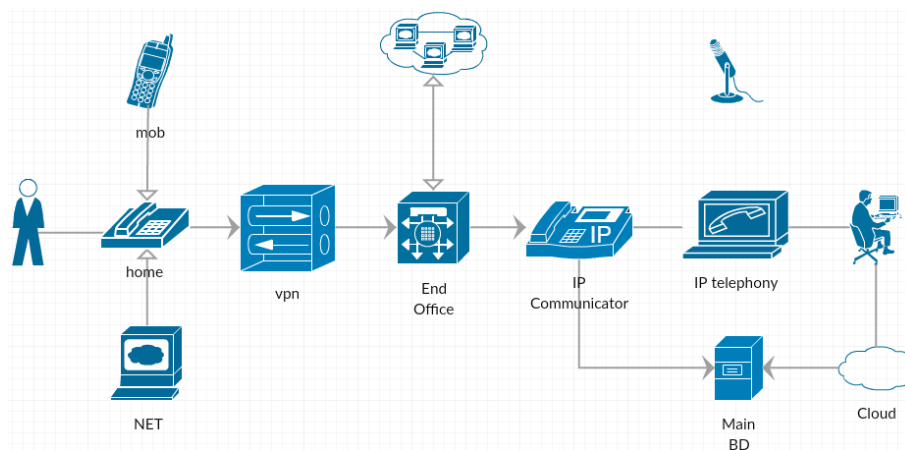 mob
IP
home
vpn
End
Office
IP
Communicator
IP telephony
NET
Main
BD
Cloud